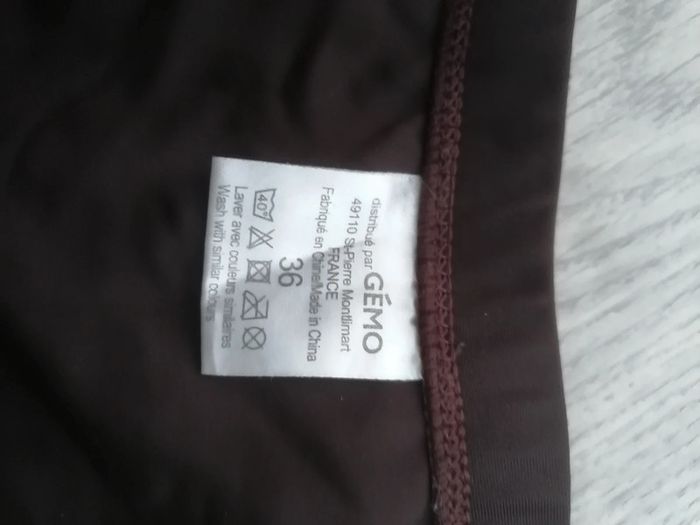 distribué par GÉMO
49110 St-Pierre Montlimart
FRANCE
Fabriqué en Chine/Made in China
36
40°
Laver avec couleurs similaires
Wash with similar colours